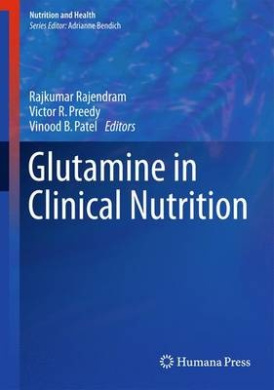 Nutrition and Health
Series Editor: Adrianne Bendich
Rajkumar Rajendram
Victor R. Preedy
Vinood B. Patel Editors
Glutamine in
Clinical Nutrition
Humana Press